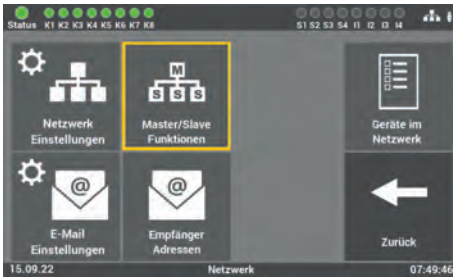 Status K1 K2 K3 K4 K5 K6 K7 K8 S1 S2 S3 S4 I1 I2 I3 I4
M
S S S
Netzwerk
Einstellungen
Master/Slave
Funktionen
Geräte im
Netzwerk
@
E-Mail
Einstellungen
@
Empfänger
Adressen
Zurück
15.09.22 Netzwerk 07:49:46